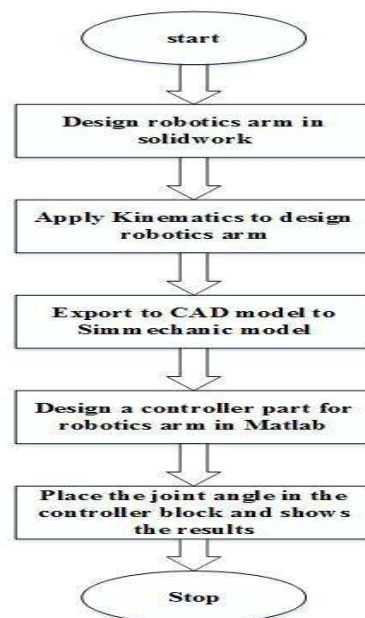 start
Design robotics arm in
solidwork
Apply Kinematics to design
robotics arm
Export to CAD model to
Simmechanic model
Design a controller part for
robotics arm in Matlab
Place the joint angle in the
controller block and shows
the results
Stop